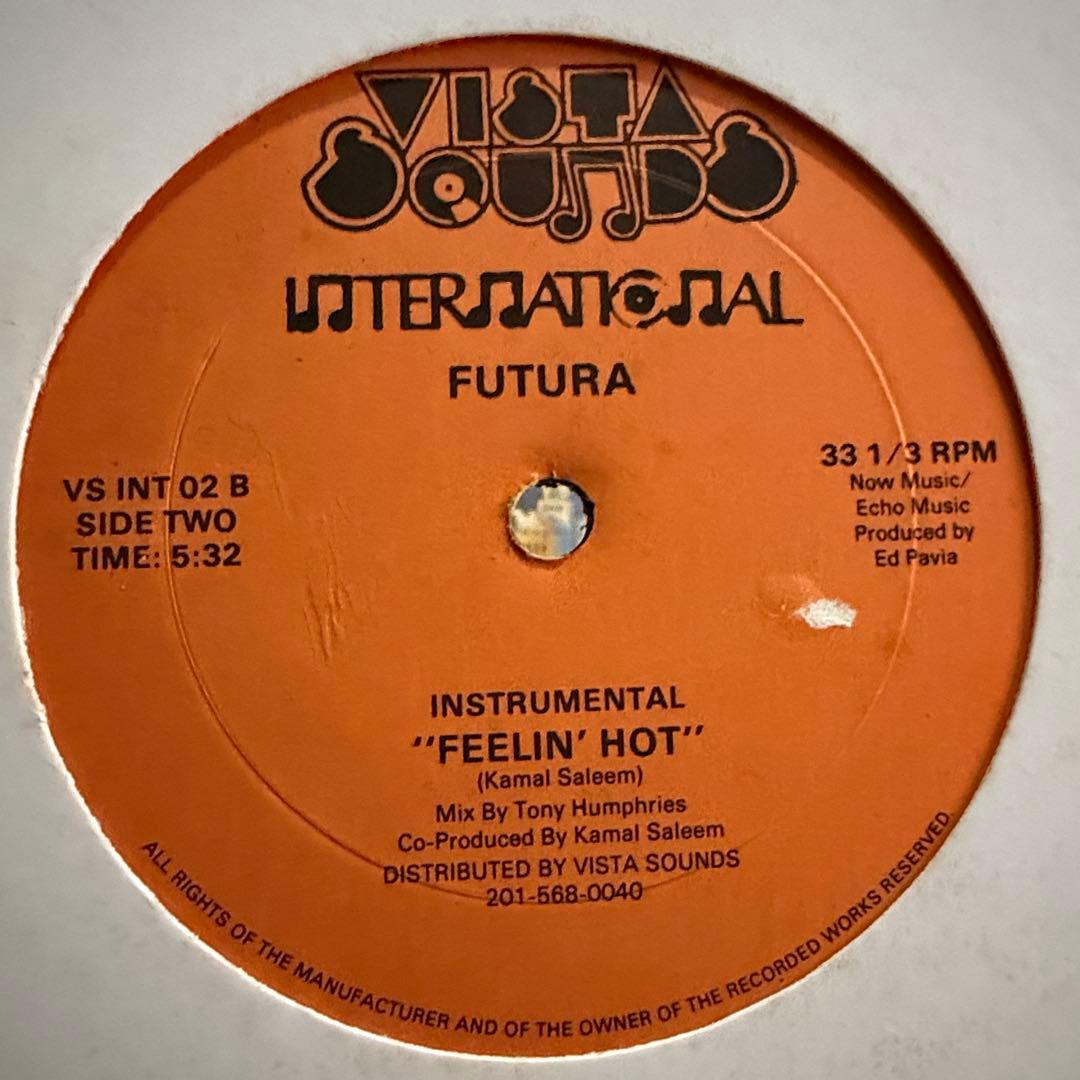 VISTA
SOUNDS
INTERNATIONAL
FUTURA
VS INT 02 B
SIDE TWO
TIME: 5:32
33 1/3 RPM
Now Music/
Echo Music
Produced by
Ed Pavia
INSTRUMENTAL
"FEELIN' HOT"
(Kamal Saleem)
Mix By Tony Humphries
Co-Produced By Kamal Saleem
DISTRIBUTED BY VISTA SOUNDS
201-568-0040
ALL RIGHTS OF THE MANUFACTURER AND OF THE OWNER OF THE RECORDED WORKS RESERVED